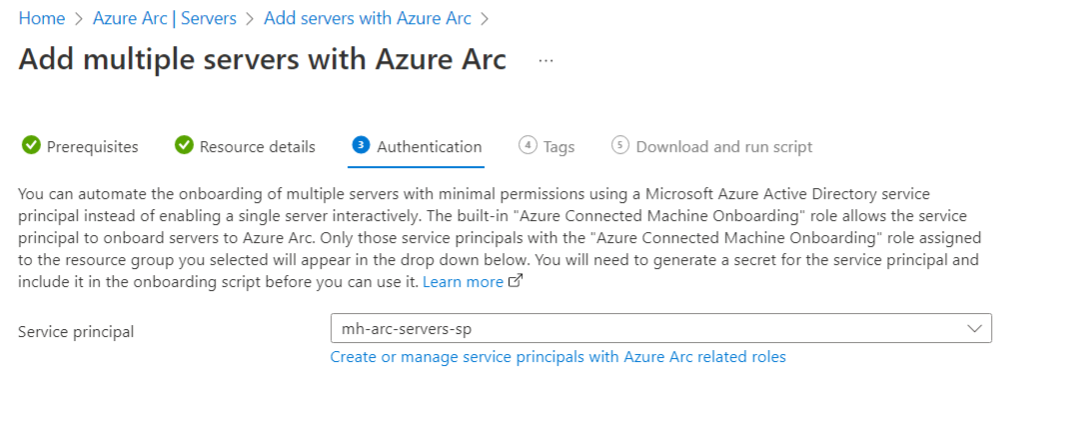 Home > Azure Arc | Servers > Add servers with Azure Arc >
Add multiple servers with Azure Arc ...
Prerequisites Resource details 3 Authentication 4 Tags 5 Download and run script
You can automate the onboarding of multiple servers with minimal permissions using a Microsoft Azure Active Directory service
principal instead of enabling a single server interactively. The built-in "Azure Connected Machine Onboarding" role allows the service
principal to onboard servers to Azure Arc. Only those service principals with the "Azure Connected Machine Onboarding" role assigned
to the resource group you selected will appear in the drop down below. You will need to generate a secret for the service principal and
include it in the onboarding script before you can use it. Learn more
Service principal mh-arc-servers-sp
Create or manage service principals with Azure Arc related roles